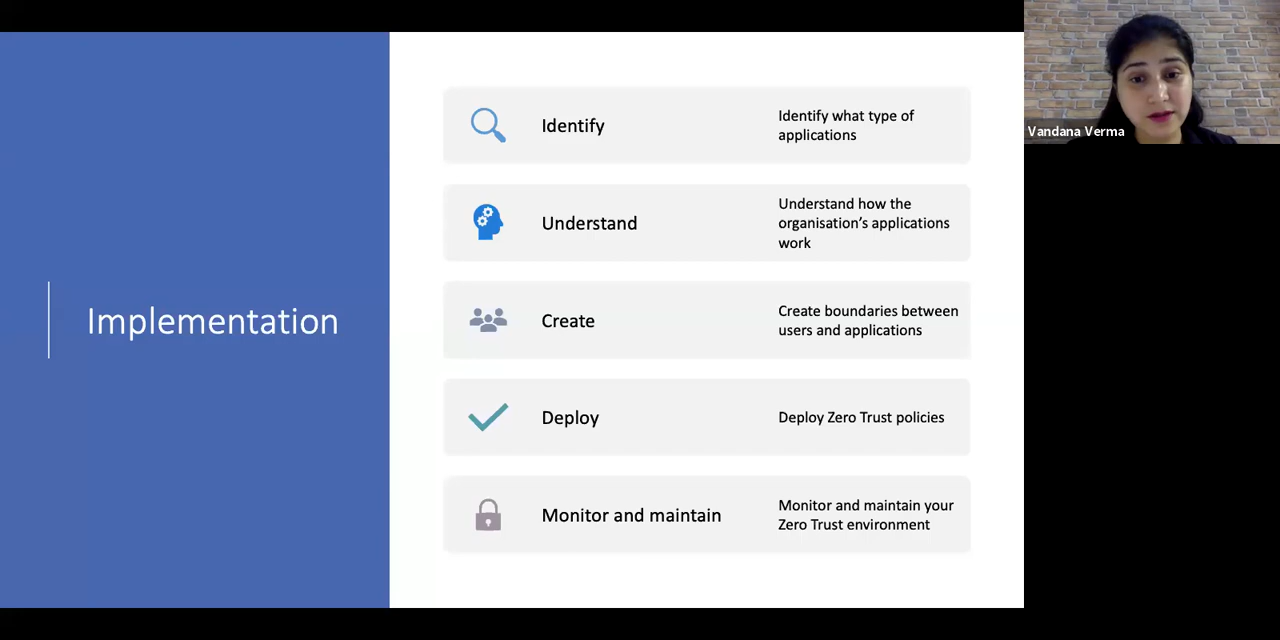 Implementation
Identify
Identify what type of
applications
Understand
Understand how the
organisation’s applications
work
Create
Create boundaries between
users and applications
Deploy
Deploy Zero Trust policies
Monitor and maintain
Monitor and maintain your
Zero Trust environment
Vandana Verma